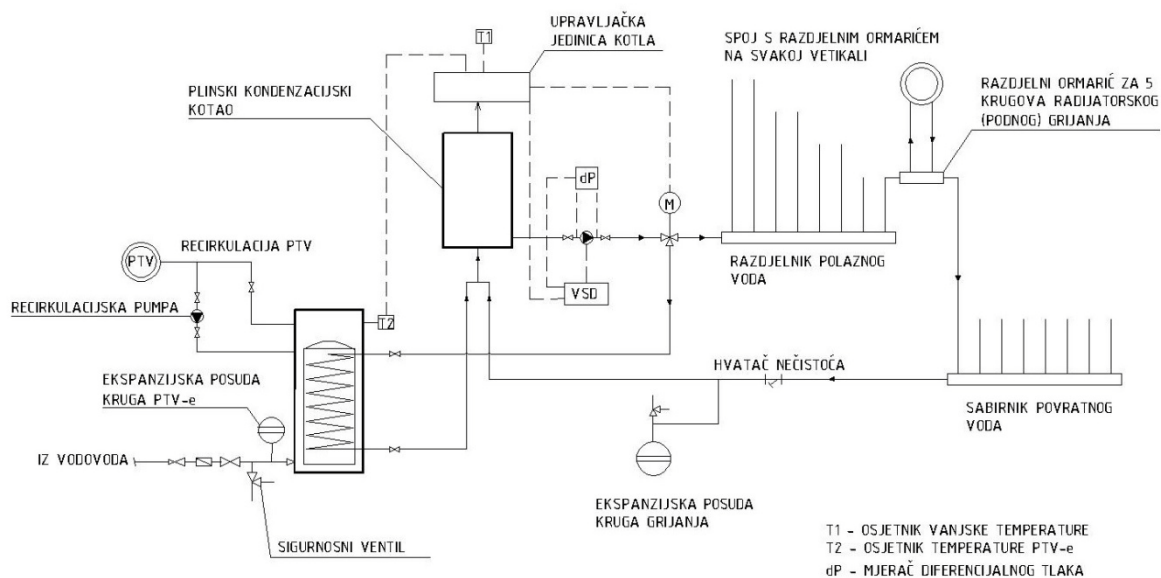 T1
UPRAVLJAČKA
JEDINICA KOTLA
SPOJ S RAZDJELNIM ORMARIĆEM
NA SVAKOJ VETIKALI
PLINSKI KONDENZACIJSKI
KOTAO
RAZDJELNI ORMARIĆ ZA 5
KRUGOVA RADIJATORSKOG
(PODNOG) GRIJANJA
dP
M
RECIRKULACIJA PTV
PTV
RAZDJELNIK POLAZNOG
VODA
VSD
RECIRKULACIJSKA PUMPA
T2
HVATAČ NEČISTOĆA
EKSPANZIJSKA POSUDA
KRUGA PTV-e
SABIRNIK POVRATNOG
VODA
IZ VODOVODA
EKSPANZIJSKA POSUDA
KRUGA GRIJANJA
SIGURNOSNI VENTIL
T1 - OSJETNIK VANJSKE TEMPERATURE
T2 - OSJETNIK TEMPERATURE PTV-e
dP - MJERAČ DIFERENCIJALNOG TLAKA